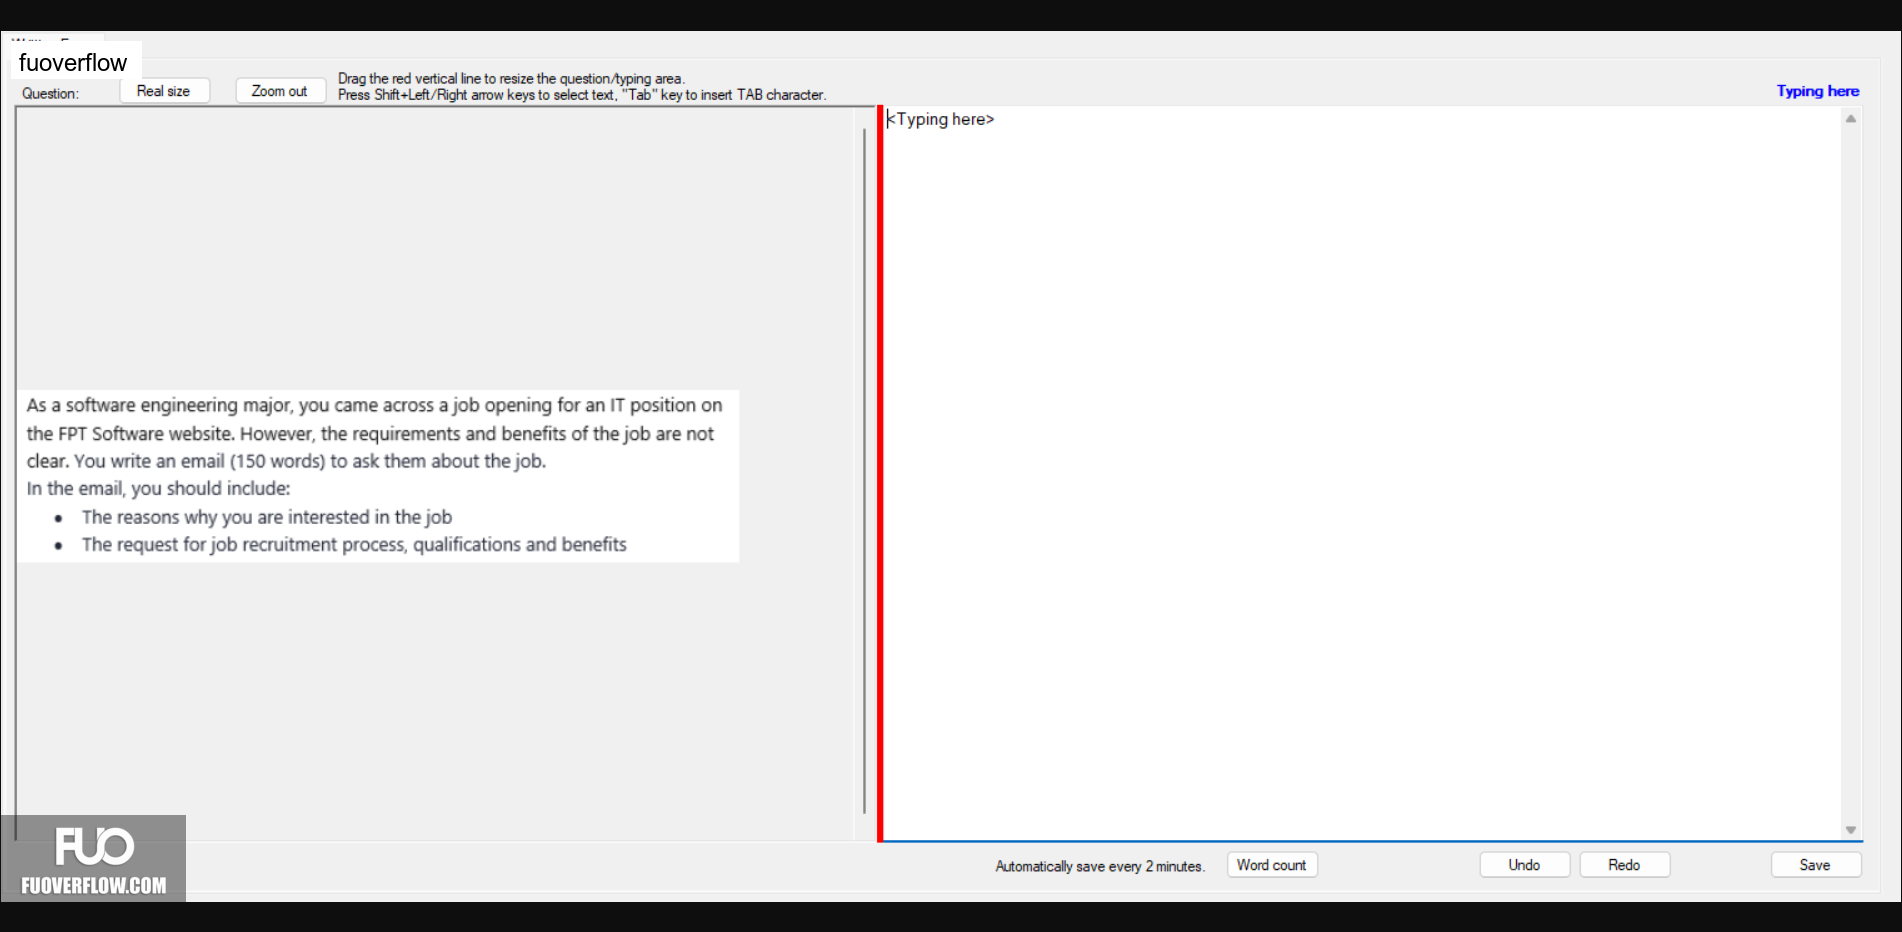 fuoverflow
Question:
Real size
Zoom out
Drag the red vertical line to resize the question/typing area.
Press Shift+Left/Right arrow keys to select text, "Tab" key to insert TAB character.
Typing here
<Typing here>
As a software engineering major, you came across a job opening for an IT position on
the FPT Software website. However, the requirements and benefits of the job are not
clear. You write an email (150 words) to ask them about the job.
In the email, you should include:
• The reasons why you are interested in the job
• The request for job recruitment process, qualifications and benefits
FUO
FUOVERFLOW.COM
Automatically save every 2 minutes.
Word count
Undo
Redo
Save